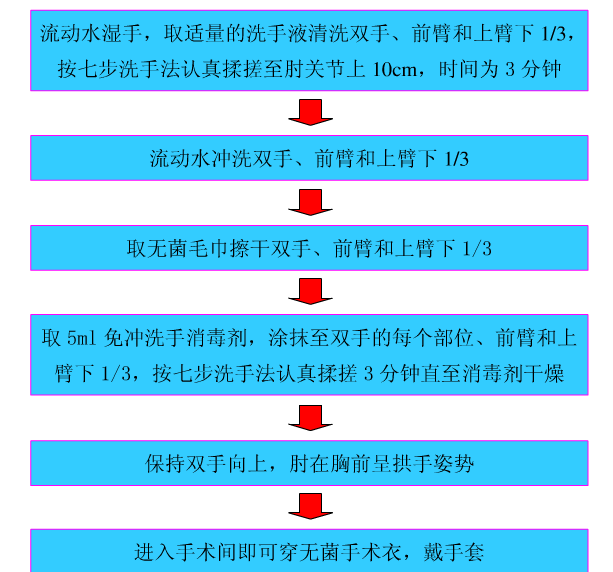 流动水湿手，取适量的洗手液清洗双手、前臂和上臂下 1/3，
按七步洗手法认真揉搓至肘关节上 10cm，时间为 3 分钟
流动水冲洗双手、前臂和上臂下 1/3
取无菌毛巾擦干双手、前臂和上臂下 1/3
取 5ml 免冲洗手消毒剂，涂抹至双手的每个部位、前臂和上
臂下 1/3，按七步洗手法认真揉搓 3 分钟直至消毒剂干燥
保持双手向上，肘在胸前呈拱手姿势
进入手术间即可穿无菌手术衣，戴手套